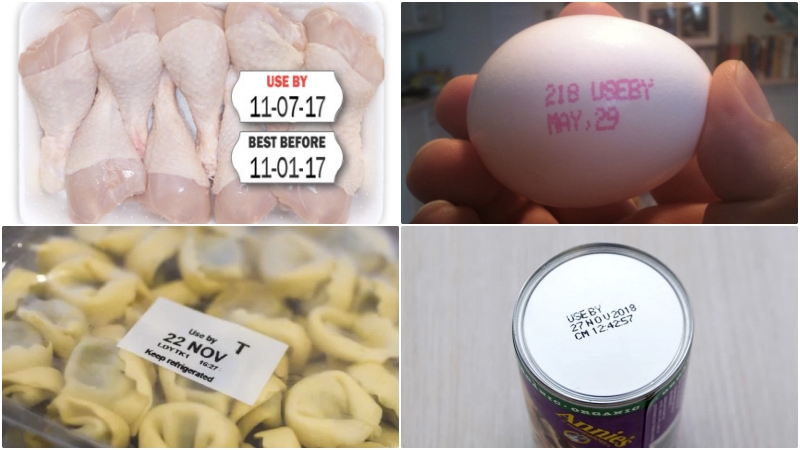 USE BY
11-07-17
BEST BEFORE
11-01-17
218 USEBY
MAY,29
Use by T
22 NOV
LDYTK1 16:27
Keep refrigerated
USE BY
27NOV2018
CM 124257
ORGANIC • ORGANIC
Annie's